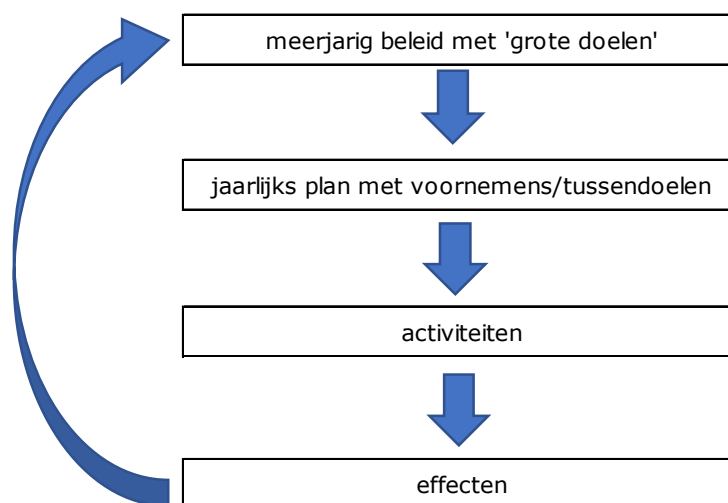 meerjarig beleid met 'grote doelen'
jaarlijks plan met voornemens/tussendoelen
activiteiten
effecten